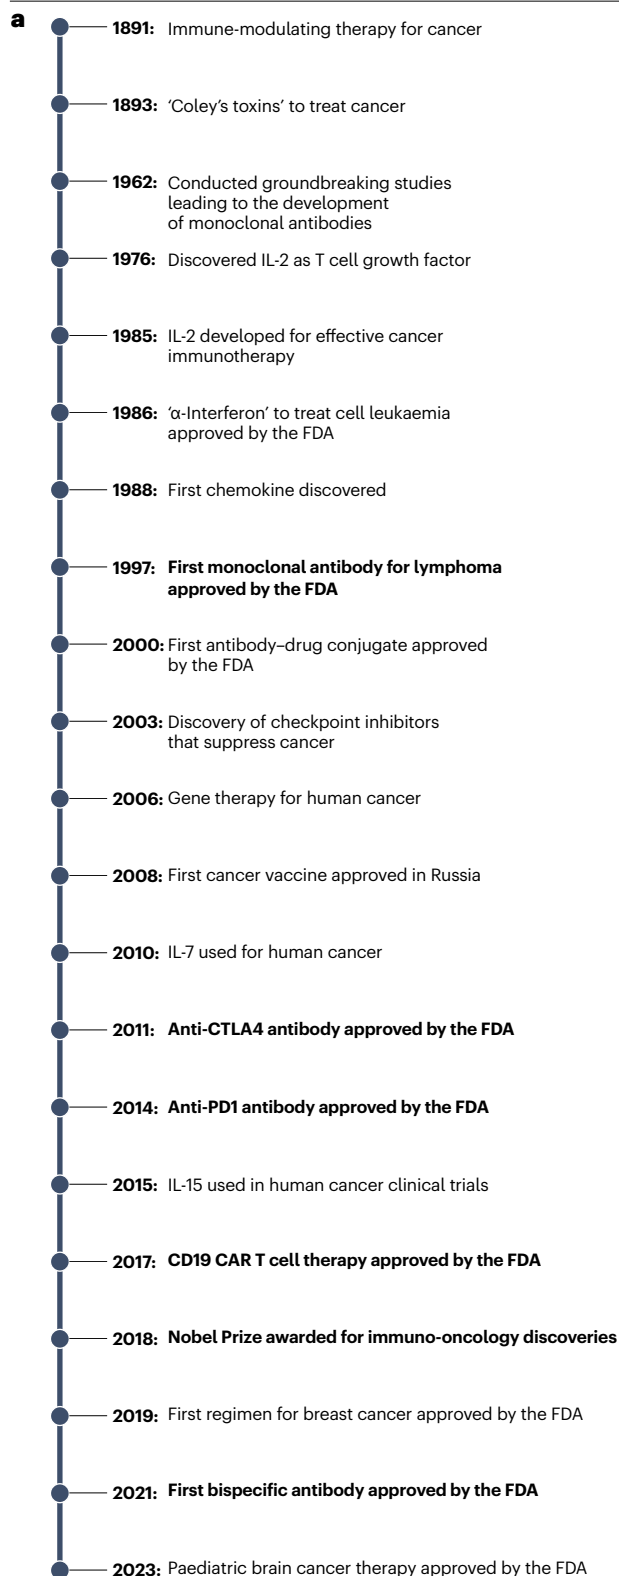 a
1891: Immune-modulating therapy for cancer
1893: ‘Coley’s toxins’ to treat cancer
1962: Conducted groundbreaking studies
leading to the development
of monoclonal antibodies
1976: Discovered IL-2 as T cell growth factor
1985: IL-2 developed for effective cancer
immunotherapy
1986: ‘α-Interferon’ to treat cell leukaemia
approved by the FDA
1988: First chemokine discovered
1997: First monoclonal antibody for lymphoma
approved by the FDA
2000: First antibody–drug conjugate approved
by the FDA
2003: Discovery of checkpoint inhibitors
that suppress cancer
2006: Gene therapy for human cancer
2008: First cancer vaccine approved in Russia
2010: IL-7 used for human cancer
2011: Anti-CTLA4 antibody approved by the FDA
2014: Anti-PD1 antibody approved by the FDA
2015: IL-15 used in human cancer clinical trials
2017: CD19 CAR T cell therapy approved by the FDA
2018: Nobel Prize awarded for immuno-oncology discoveries
2019: First regimen for breast cancer approved by the FDA
2021: First bispecific antibody approved by the FDA
2023: Paediatric brain cancer therapy approved by the FDA